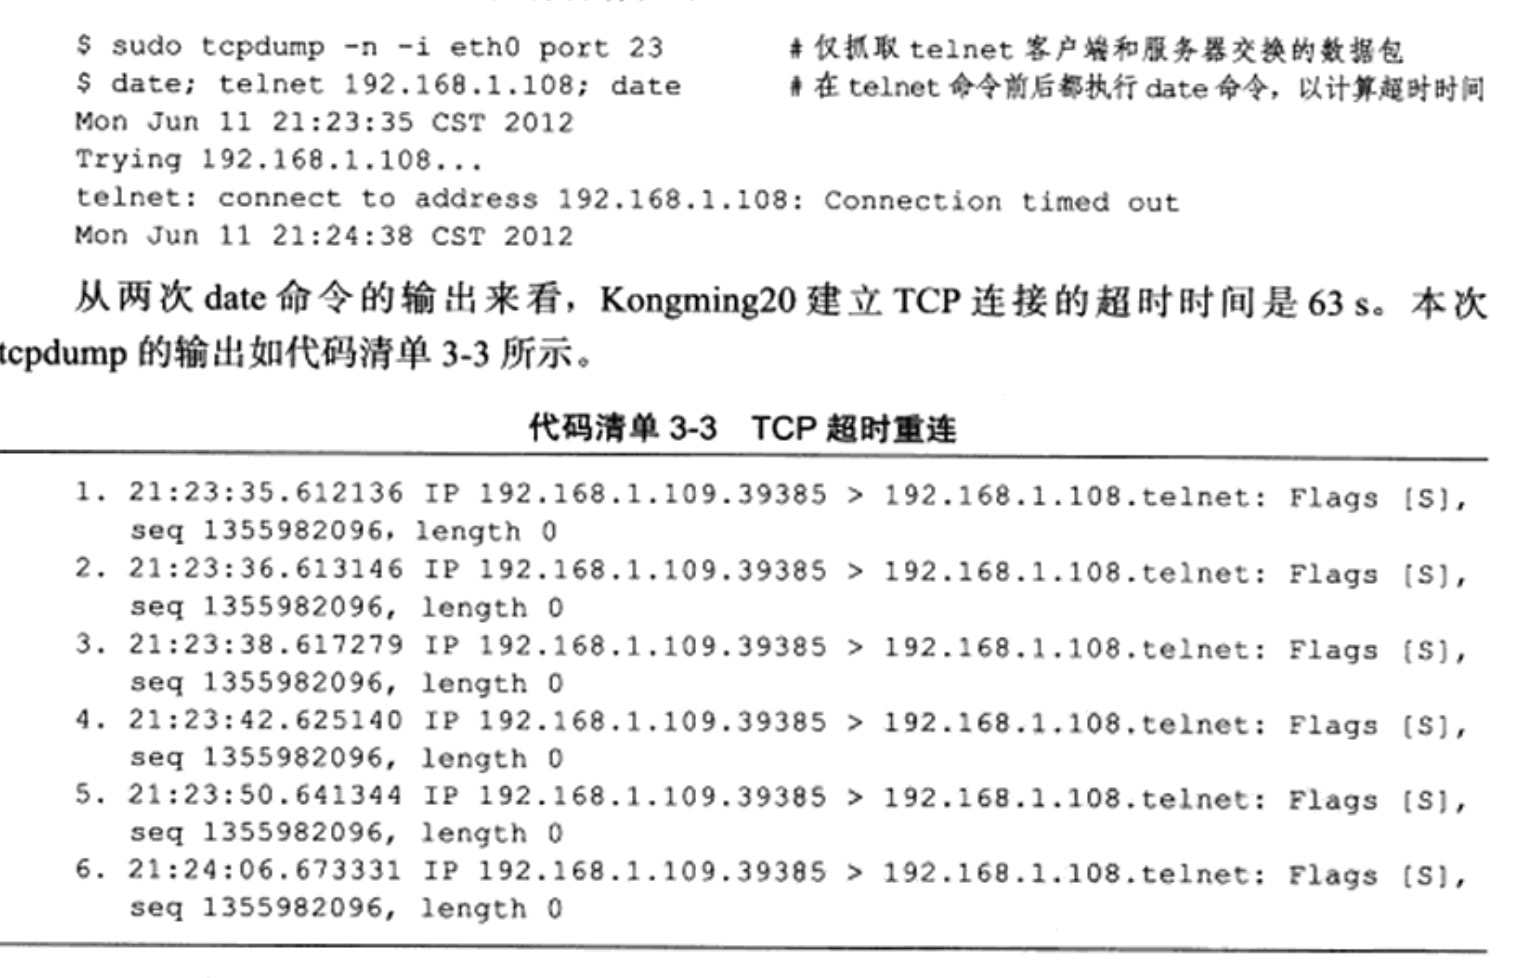 $ sudo tcpdump -n -i eth0 port 23 # 仅抓取 telnet 客户端和服务器交换的数据包
$ date; telnet 192.168.1.108; date # 在 telnet 命令前后都执行 date 命令，以计算超时时间
Mon Jun 11 21:23:35 CST 2012
Trying 192.168.1.108...
telnet: connect to address 192.168.1.108: Connection timed out
Mon Jun 11 21:24:38 CST 2012
从两次 date 命令的输出来看，Kongming20 建立 TCP 连接的超时时间是 63 s。本次
tcpdump 的输出如代码清单 3-3 所示。
代码清单 3-3 TCP 超时重连
1. 21:23:35.612136 IP 192.168.1.109.39385 > 192.168.1.108.telnet: Flags [S],
seq 1355982096, length 0
2. 21:23:36.613146 IP 192.168.1.109.39385 > 192.168.1.108.telnet: Flags [S],
seq 1355982096, length 0
3. 21:23:38.617279 IP 192.168.1.109.39385 > 192.168.1.108.telnet: Flags [S],
seq 1355982096, length 0
4. 21:23:42.625140 IP 192.168.1.109.39385 > 192.168.1.108.telnet: Flags [S],
seq 1355982096, length 0
5. 21:23:50.641344 IP 192.168.1.109.39385 > 192.168.1.108.telnet: Flags [S],
seq 1355982096, length 0
6. 21:24:06.673331 IP 192.168.1.109.39385 > 192.168.1.108.telnet: Flags [S],
seq 1355982096, length 0